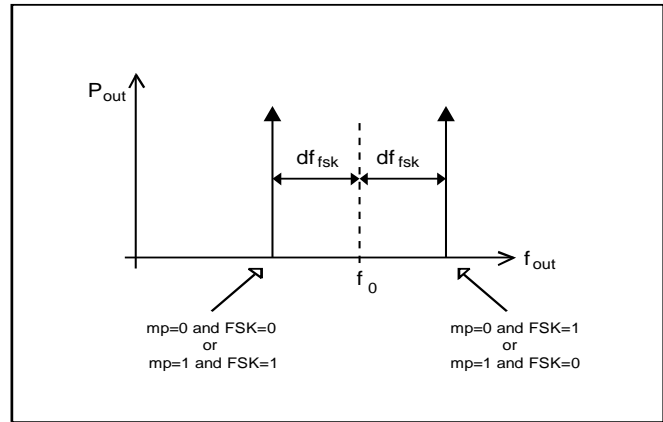 Pout
dffsk dffsk
fout
f0
mp=0 and FSK=0
or
mp=1 and FSK=1
mp=0 and FSK=1
or
mp=1 and FSK=0